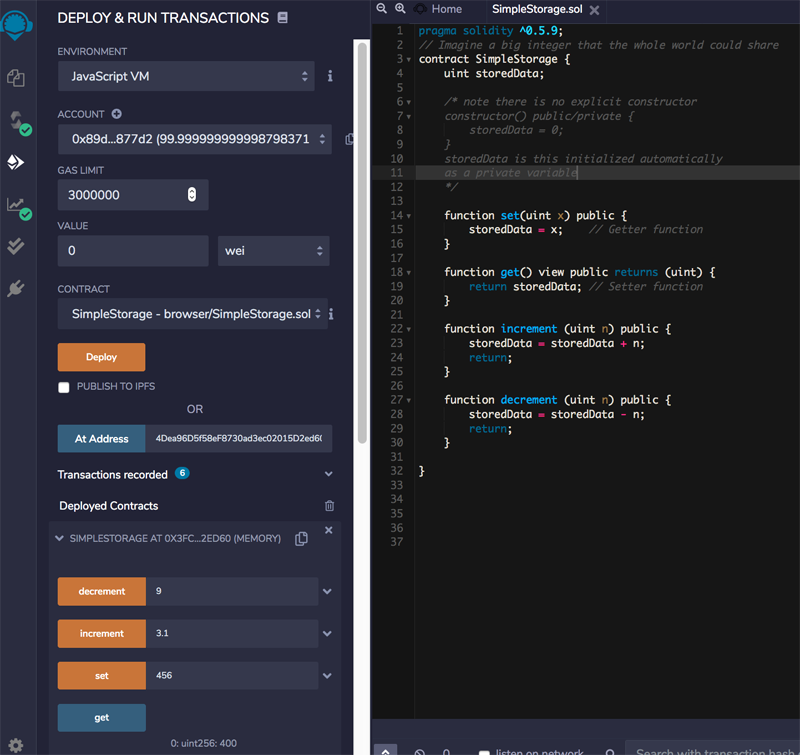 DEPLOY & RUN TRANSACTIONS
ENVIRONMENT
JavaScript VM
i
ACCOUNT
0x89d...877d2 (99.999999999998798371
GAS LIMIT
3000000
VALUE
0
wei
CONTRACT
SimpleStorage - browser/SimpleStorage.sol
i
Deploy
PUBLISH TO IPFS
OR
At Address
4Dea96D5f58eF8730ad3ec02015D2ed60
Transactions recorded 6
Deployed Contracts
SIMPLESTORAGE AT 0X3FC...2ED60 (MEMORY)
decrement
9
increment
3.1
set
456
get
0: uint256: 400
Home
SimpleStorage.sol
1 pragma solidity ^0.5.9;
2 // Imagine a big integer that the whole world could share
3 contract SimpleStorage {
4 uint storedData;
5
6 /* note there is no explicit constructor
7 constructor() public/private {
8 storedData = 0;
9 }
10 storedData is this initialized automatically
11 as a private variable
12 */
13
14 function set(uint x) public {
15 storedData = x; // Getter function
16 }
17
18 function get() view public returns (uint) {
19 return storedData; // Setter function
20 }
21
22 function increment (uint n) public {
23 storedData = storedData + n;
24 return;
25 }
26
27 function decrement (uint n) public {
28 storedData = storedData - n;
29 return;
30 }
31
32 }
33
34
35
36
37
0
listen on network
Search with transaction hash